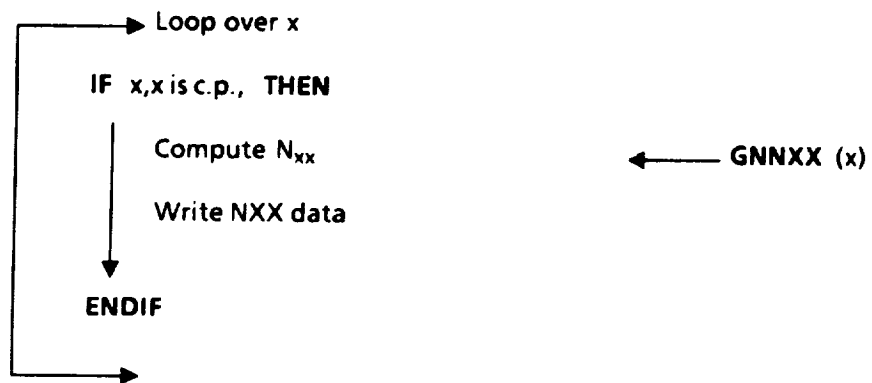 Loop over x
IF x,x is c.p., THEN
Compute Nxx
GNNXX (x)
Write NXX data
ENDIF